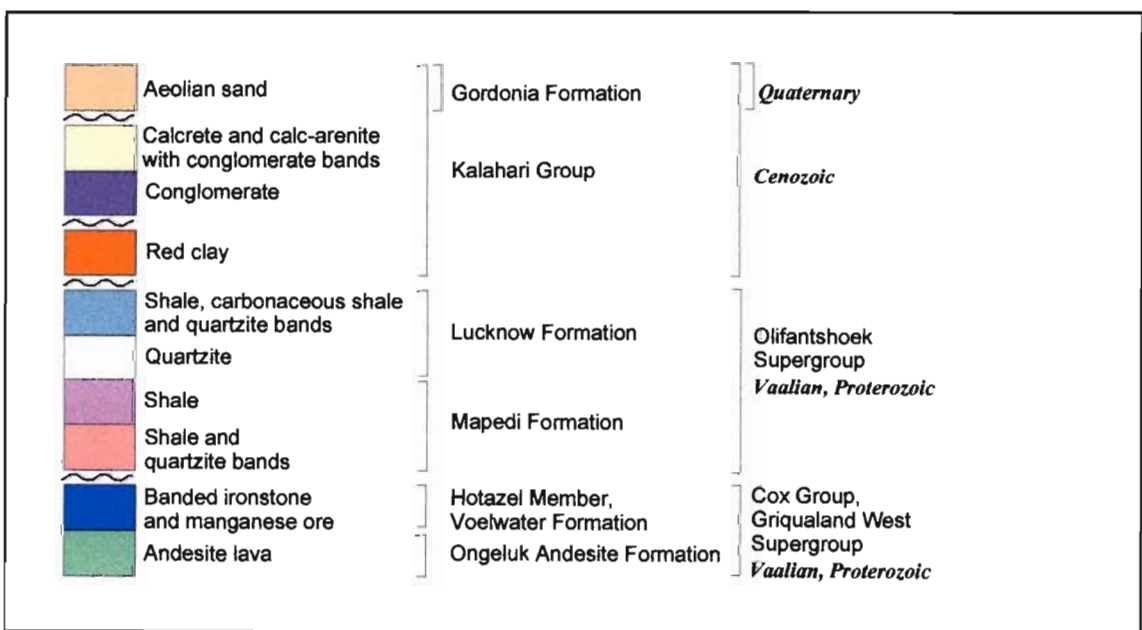 Aeolian sand
Calcrete and calc-arenite
with conglomerate bands
Conglomerate
Red clay
Shale, carbonaceous shale
and quartzite bands
Quartzite
Shale
Shale and
quartzite bands
Banded ironstone
and manganese ore
Andesite lava
Gordonia Formation
Kalahari Group
Lucknow Formation
Mapedi Formation
Hotazel Member,
Voelwater Formation
Ongeluk Andesite Formation
Quaternary
Cenozoic
Olifantshoek
Supergroup
Vaalian, Proterozoic
Cox Group,
Griqualand West
Supergroup
Vaalian, Proterozoic